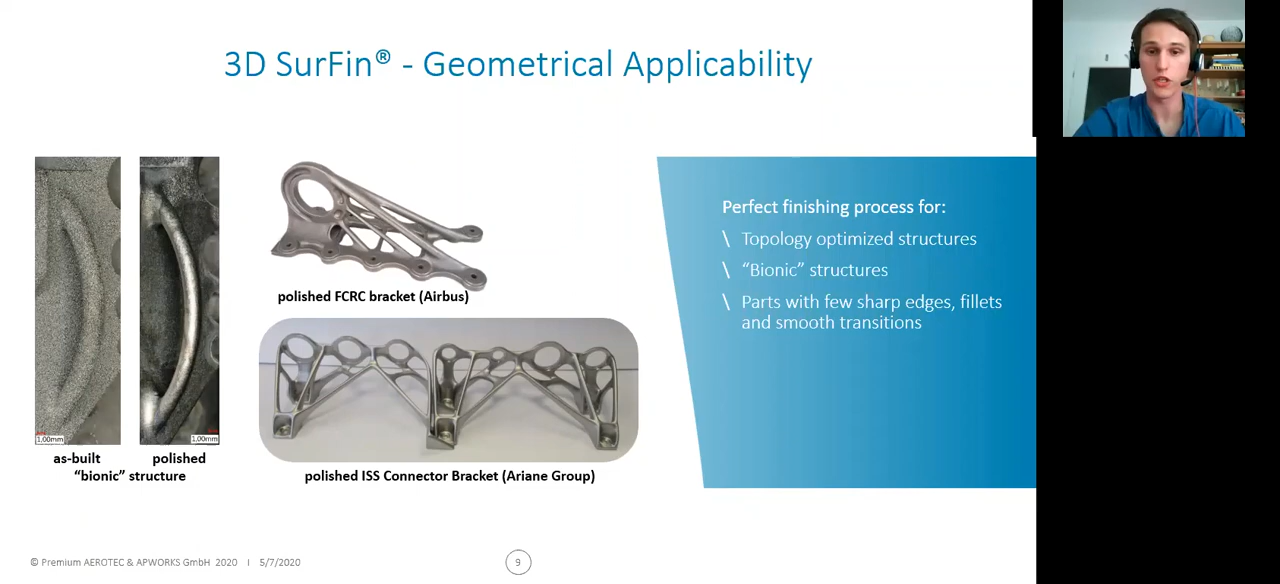 3D SurFin® - Geometrical Applicability
Perfect finishing process for:
\ Topology optimized structures
\ “Bionic” structures
\ Parts with few sharp edges, fillets
and smooth transitions
polished FCRC bracket (Airbus)
1,00mm
1,00mm
as-built polished
“bionic” structure
polished ISS Connector Bracket (Ariane Group)
© Premium AEROTEC & APWORKS GmbH 2020 I 5/7/2020
9